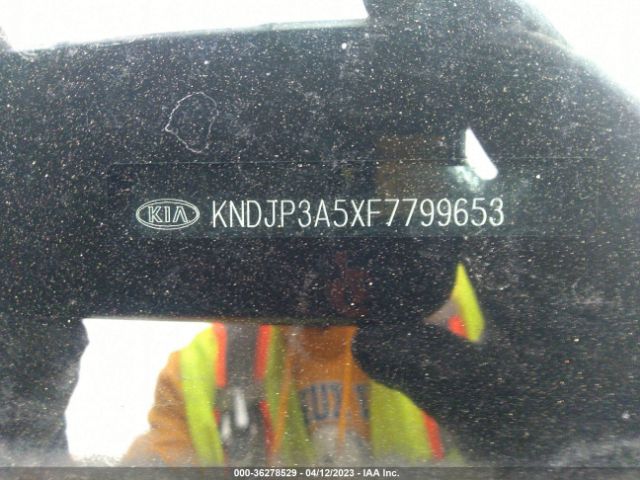 KIA KNDJP3A5XF7799653
000-36278529 - 04/12/2023 - IAA Inc.